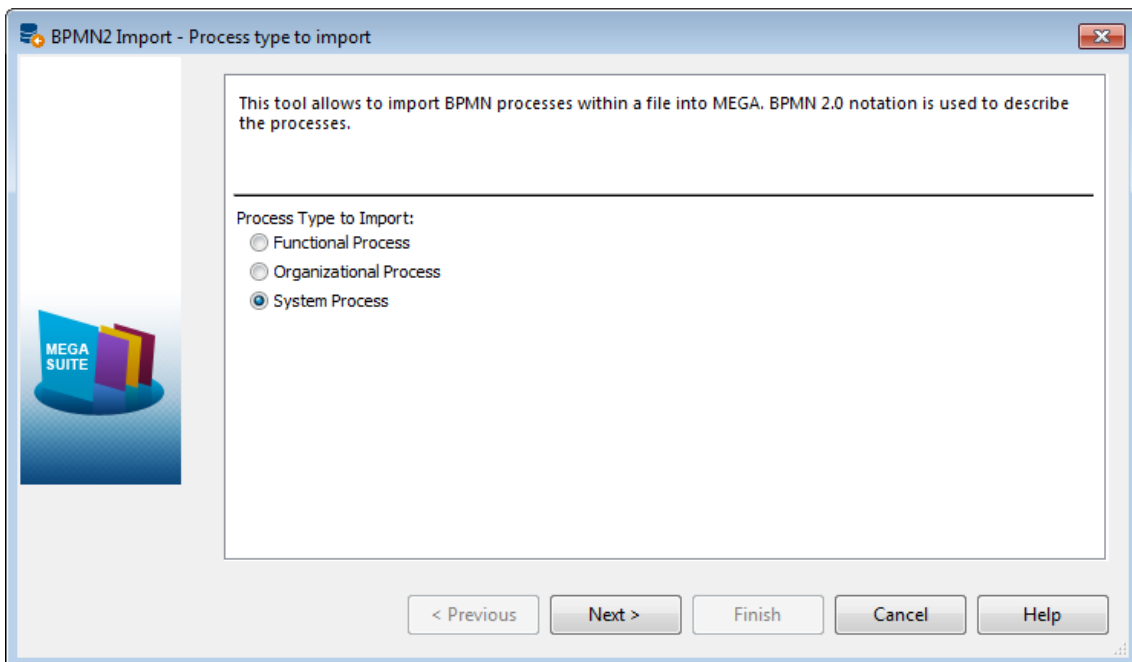 BPMN2 Import - Process type to import
This tool allows to import BPMN processes within a file into MEGA. BPMN 2.0 notation is used to describe
the processes.
Process Type to Import:
Functional Process
Organizational Process
System Process
MEGA
SUITE
< Previous
Next >
Finish
Cancel
Help